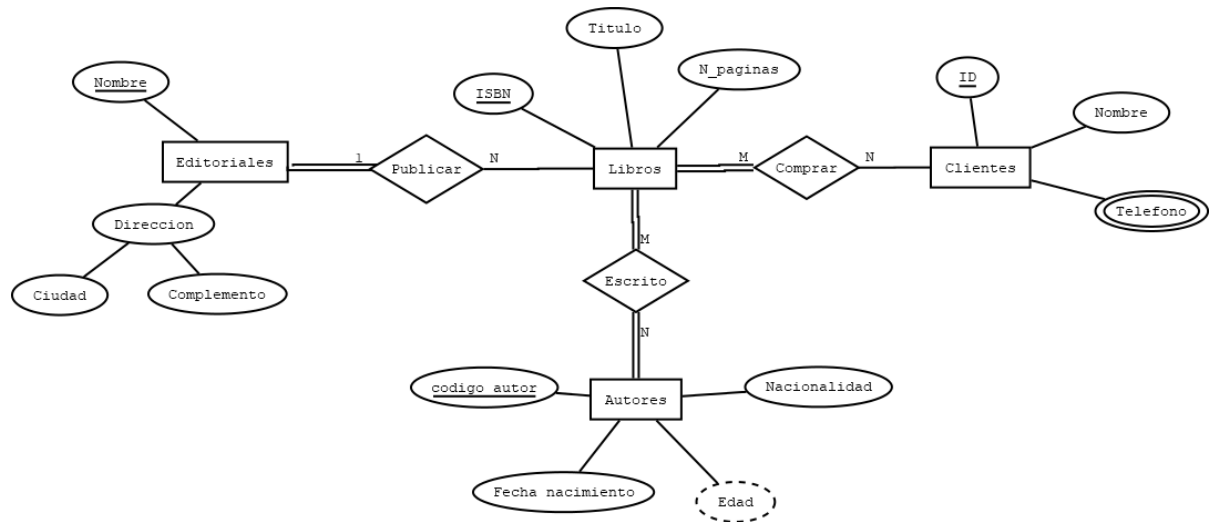 Titulo
N_paginas
Nombre
ISBN
ID
Nombre
Editoriales
1
Publicar
N
Libros
M
Comprar
N
Clientes
Telefono
Direccion
Ciudad
Complemento
M
Escrito
N
codigo autor
Autores
Nacionalidad
Fecha nacimiento
Edad